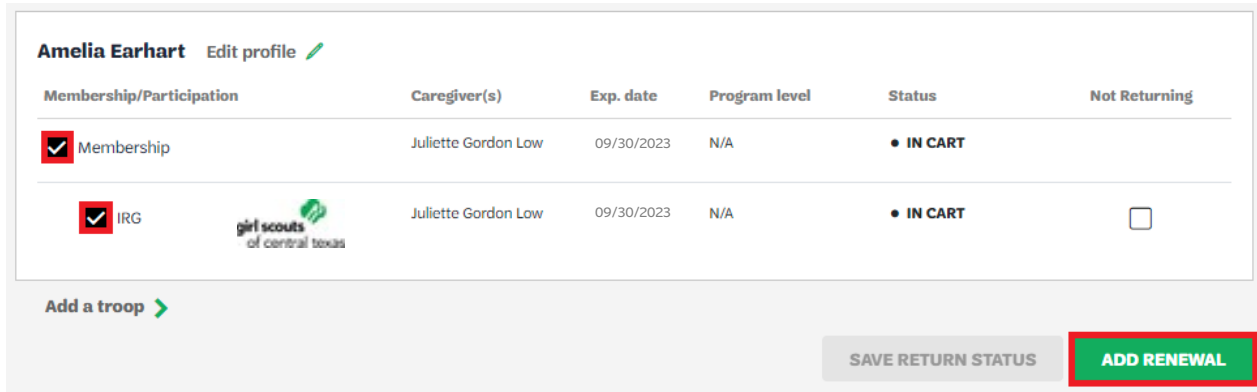 Amelia Earhart Edit profile
Membership/Participation Caregiver(s) Exp. date Program level Status Not Returning
Membership Juliette Gordon Low 09/30/2023 N/A • IN CART
IRG girl scouts of central texas Juliette Gordon Low 09/30/2023 N/A • IN CART
Add a troop
SAVE RETURN STATUS ADD RENEWAL